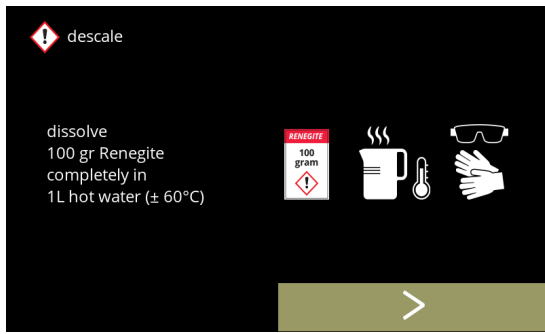 descale
dissolve
100 gr Renegite
completely in
1L hot water (± 60°C)
RENEGITE
100
gram